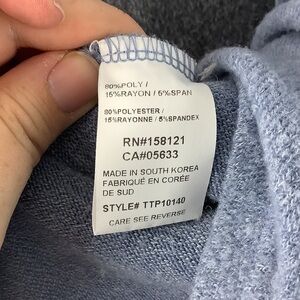 80%POLY /
15%RAYON / 5%SPAN
80%POLYESTER /
15%RAYONNE / 5%SPANDEX
RN#158121
CA#05633
MADE IN SOUTH KOREA
FABRIQUÉ EN CORÉE
DE SUD
STYLE# TTP10140
CARE SEE REVERSE